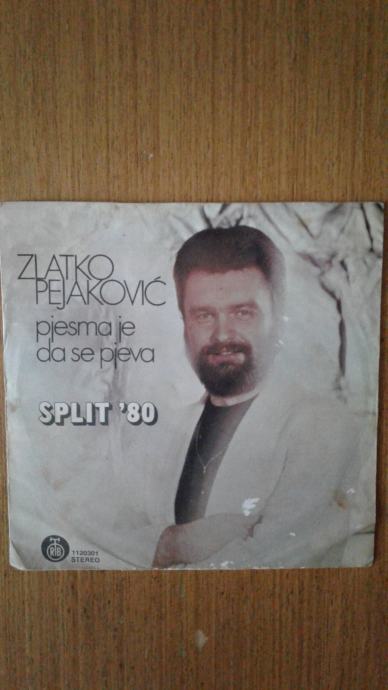 ZLATKO
PEJAKOVIĆ
pjesma je
da se pjeva
SPLIT '80
RTB
1120301
STEREO